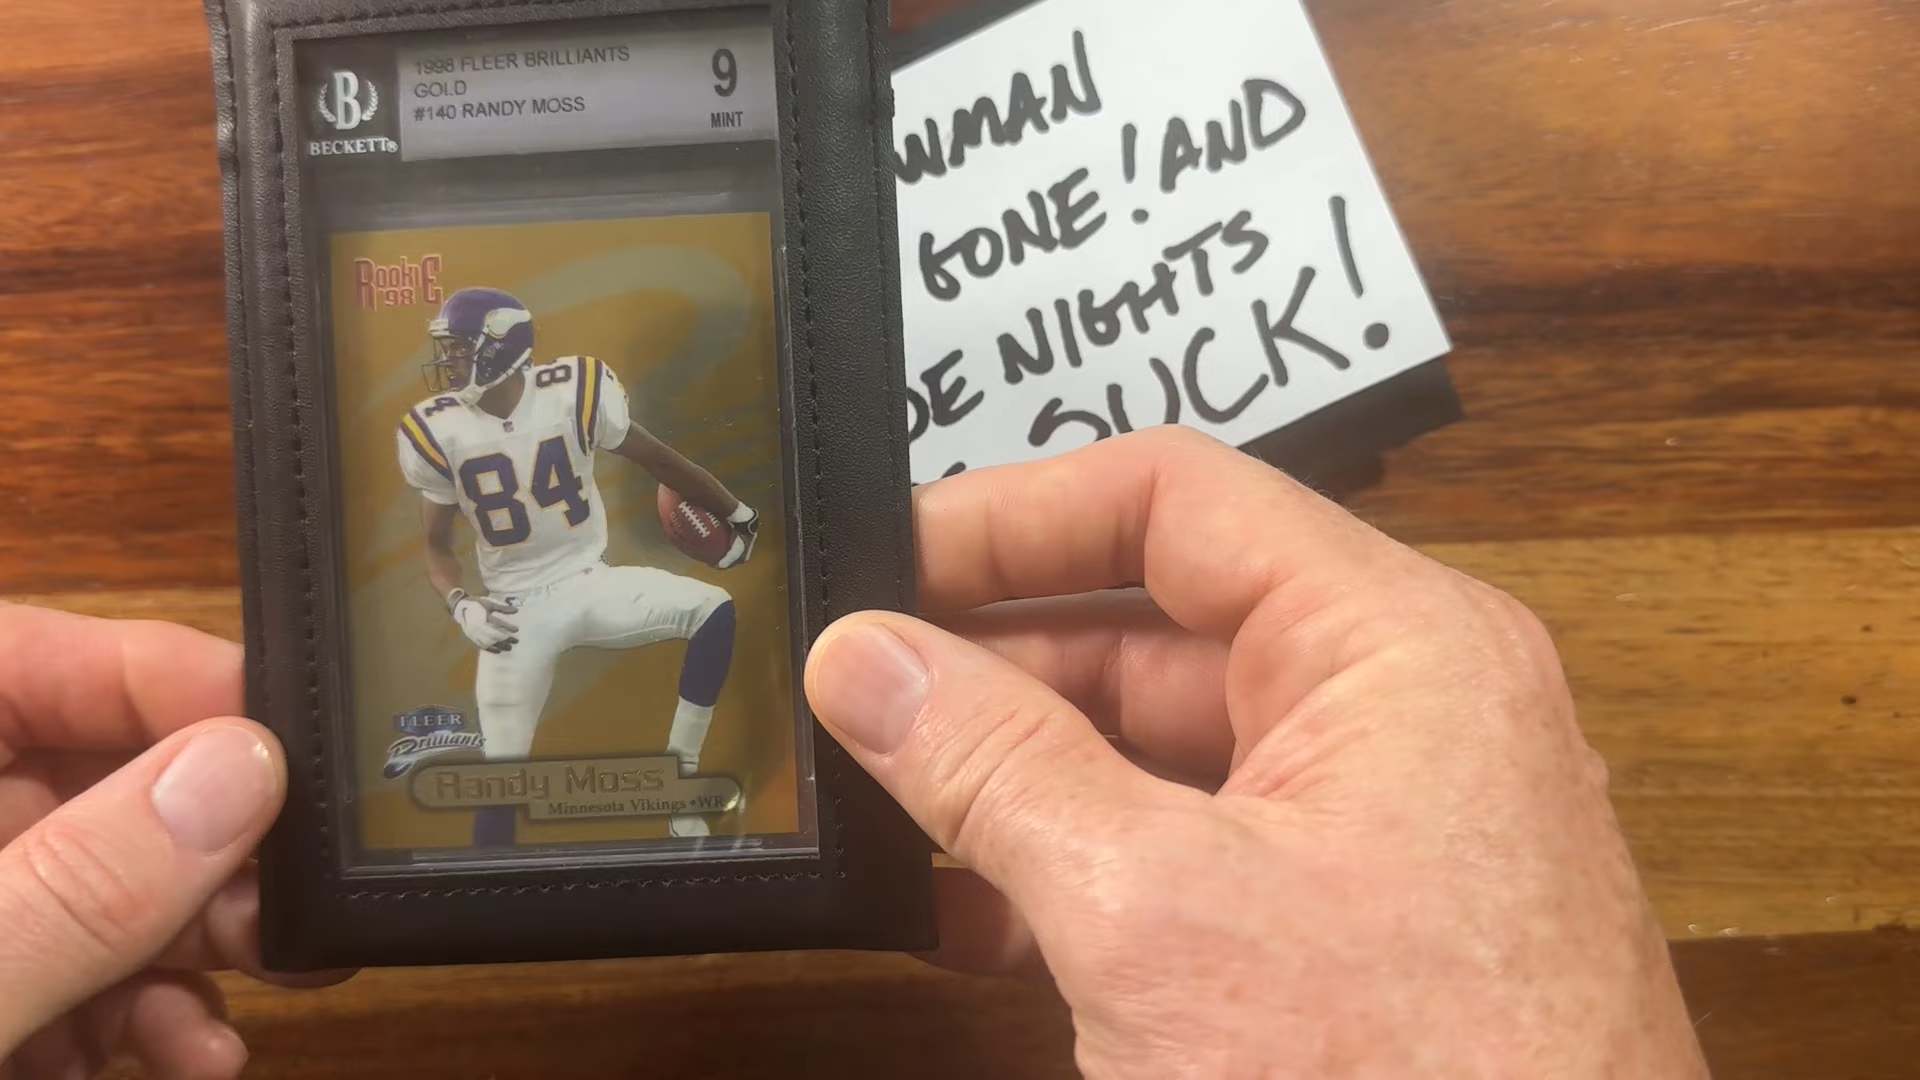 1998 FLEER BRILLIANTS
GOLD
#140 RANDY MOSS
9
MINT
B
BECKETT®
ROOKIE
'98
84
FLEER
Brilliants
Randy Moss
Minnesota Vikings • WR
WMAN
GONE! AND
DE NIGHTS
SUCK!